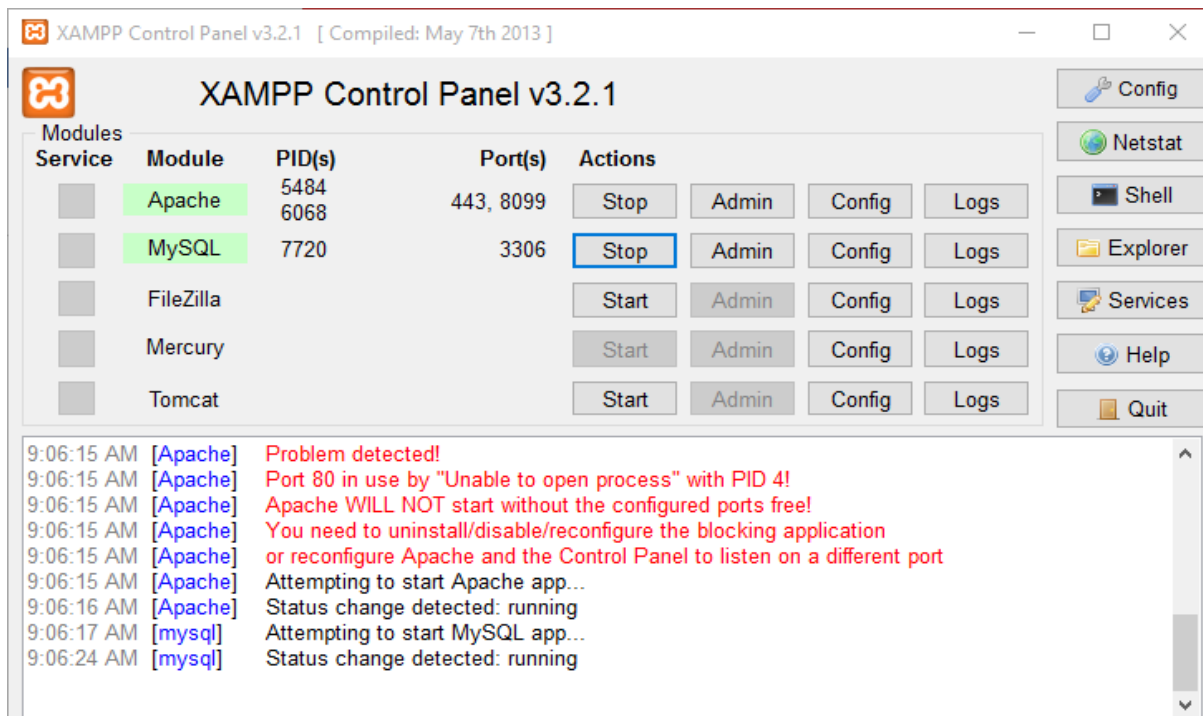 XAMPP Control Panel v3.2.1 [ Compiled: May 7th 2013 ]
XAMPP Control Panel v3.2.1
Config
Modules
Netstat
Service Module PID(s) Port(s) Actions
Apache 5484 6068 443, 8099 Stop Admin Config Logs
Shell
MySQL 7720 3306 Stop Admin Config Logs
Explorer
FileZilla Start Admin Config Logs
Services
Mercury Start Admin Config Logs
Help
Tomcat Start Admin Config Logs
Quit
9:06:15 AM [Apache] Problem detected!
9:06:15 AM [Apache] Port 80 in use by "Unable to open process" with PID 4!
9:06:15 AM [Apache] Apache WILL NOT start without the configured ports free!
9:06:15 AM [Apache] You need to uninstall/disable/reconfigure the blocking application
9:06:15 AM [Apache] or reconfigure Apache and the Control Panel to listen on a different port
9:06:15 AM [Apache] Attempting to start Apache app...
9:06:16 AM [Apache] Status change detected: running
9:06:17 AM [mysql] Attempting to start MySQL app...
9:06:24 AM [mysql] Status change detected: running